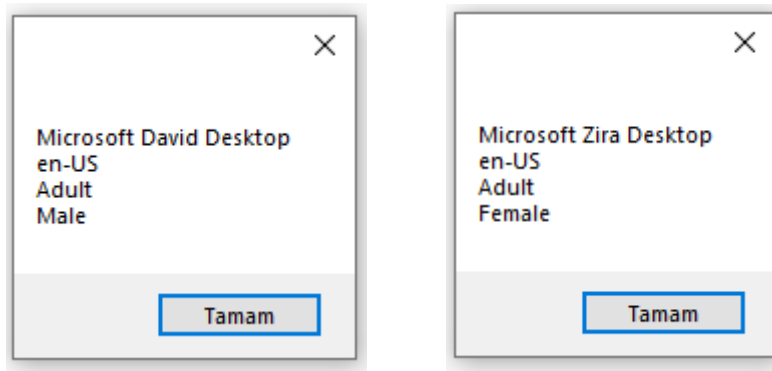 Microsoft David Desktop
en-US
Adult
Male
Tamam
Microsoft Zira Desktop
en-US
Adult
Female
Tamam